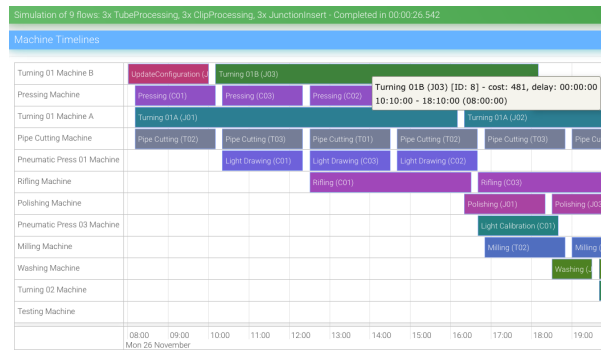 Simulation of 9 flows: 3x TubeProcessing, 3x ClipProcessing, 3x JunctionInsert - Completed in 00:00:26.542
Machine Timelines
Turning 01 Machine B UpdateConfiguration (J Turning 01B (J03)
Turning 01B (J03) [ID: 8] - cost: 481, delay: 00:00:00
10:10:00 - 18:10:00 (08:00:00)
Pressing Machine Pressing (C01) Pressing (C03) Pressing (C02)
Turning 01 Machine A Turning 01A (J01) Turning 01A (J02)
Pipe Cutting Machine Pipe Cutting (T02) Pipe Cutting (T03) Pipe Cutting (T01) Pipe Cutting (T02) Pipe Cutting (T03) Pipe Cu
Pneumatic Press 01 Machine Light Drawing (C01) Light Drawing (C03) Light Drawing (C02)
Rifling Machine Rifling (C01) Rifling (C03)
Polishing Machine Polishing (J01) Polishing (J03
Pneumatic Press 03 Machine Light Calibration (C01)
Milling Machine Milling (T02) Milling (
Washing Machine Washing (J
Turning 02 Machine
Testing Machine
08:00 09:00 10:00 11:00 12:00 13:00 14:00 15:00 16:00 17:00 18:00 19:00
Mon 26 November